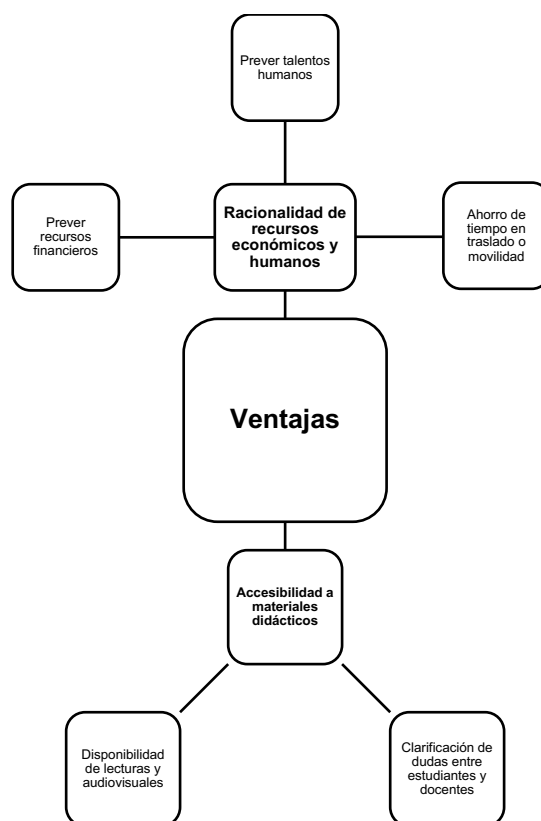 Prever talentos
humanos
Prever
recursos
financieros
Racionalidad de
recursos
económicos y
humanos
Ahorro de
tiempo en
traslado o
movilidad
Ventajas
Accesibilidad a
materiales
didácticos
Disponibilidad
de lecturas y
audiovisuales
Clarificación de
dudas entre
estudiantes y
docentes